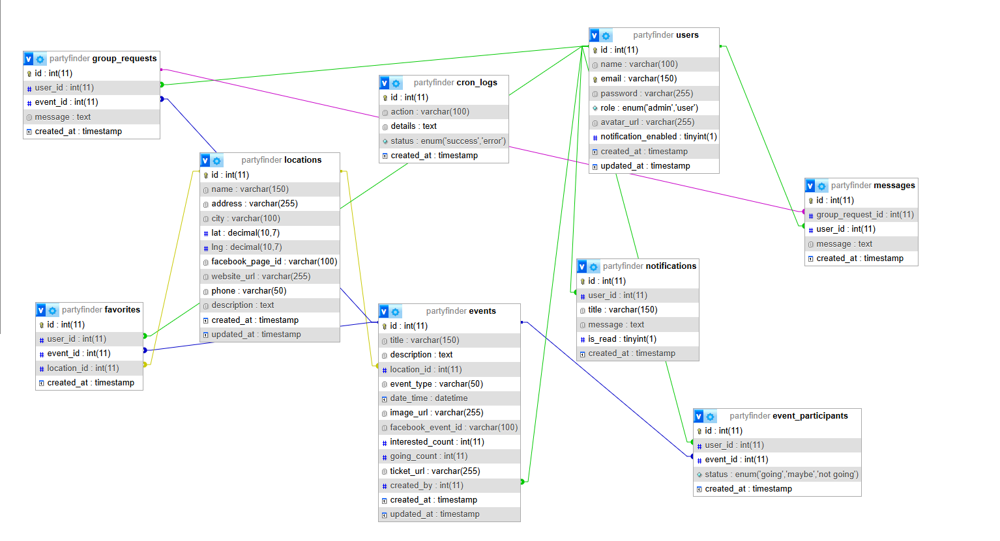 partyfinder group_requests
id : int(11)
user_id : int(11)
event_id : int(11)
message : text
created_at : timestamp
partyfinder cron_logs
id : int(11)
action : varchar(100)
details : text
status : enum('success','error')
created_at : timestamp
partyfinder users
id : int(11)
name : varchar(100)
email : varchar(150)
password : varchar(255)
role : enum('admin','user')
avatar_url : varchar(255)
notification_enabled : tinyint(1)
created_at : timestamp
updated_at : timestamp
partyfinder locations
id : int(11)
name : varchar(150)
address : varchar(255)
city : varchar(100)
lat : decimal(10,7)
lng : decimal(10,7)
facebook_page_id : varchar(100)
website_url : varchar(255)
phone : varchar(50)
description : text
created_at : timestamp
updated_at : timestamp
partyfinder messages
id : int(11)
group_request_id : int(11)
user_id : int(11)
message : text
created_at : timestamp
partyfinder notifications
id : int(11)
user_id : int(11)
title : varchar(150)
message : text
is_read : tinyint(1)
created_at : timestamp
partyfinder favorites
id : int(11)
user_id : int(11)
event_id : int(11)
location_id : int(11)
created_at : timestamp
partyfinder events
id : int(11)
title : varchar(150)
description : text
location_id : int(11)
event_type : varchar(50)
date_time : datetime
image_url : varchar(255)
facebook_event_id : varchar(100)
interested_count : int(11)
going_count : int(11)
ticket_url : varchar(255)
created_by : int(11)
created_at : timestamp
updated_at : timestamp
partyfinder event_participants
id : int(11)
user_id : int(11)
event_id : int(11)
status : enum('going','maybe','not going')
created_at : timestamp